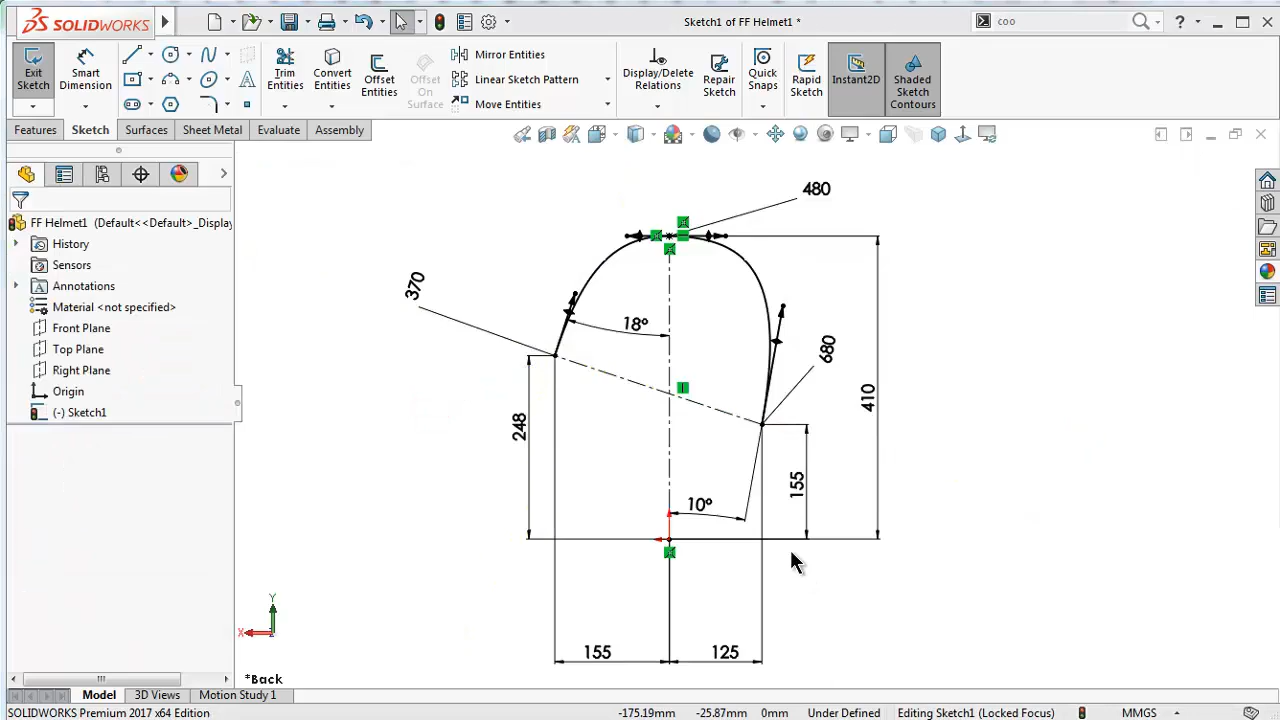 SOLIDWORKS
Sketch1 of FF Helmet1 *
coo
Exit Sketch
Smart Dimension
Trim Entities
Convert Entities
Offset Entities
Offset On Surface
Mirror Entities
Linear Sketch Pattern
Move Entities
Display/Delete Relations
Repair Sketch
Quick Snaps
Rapid Sketch
Instant2D
Shaded Sketch Contours
Features
Sketch
Surfaces
Sheet Metal
Evaluate
Assembly
FF Helmet1 (Default<<Default>_Displa
History
Sensors
Annotations
Material <not specified>
Front Plane
Top Plane
Right Plane
Origin
(-) Sketch1
480
370
18°
680
410
248
155
10°
155
125
Y
X
*Back
Model
3D Views
Motion Study 1
SOLIDWORKS Premium 2017 x64 Edition
-175.19mm
-25.87mm
0mm
Under Defined
Editing Sketch1 (Locked Focus)
MMGS